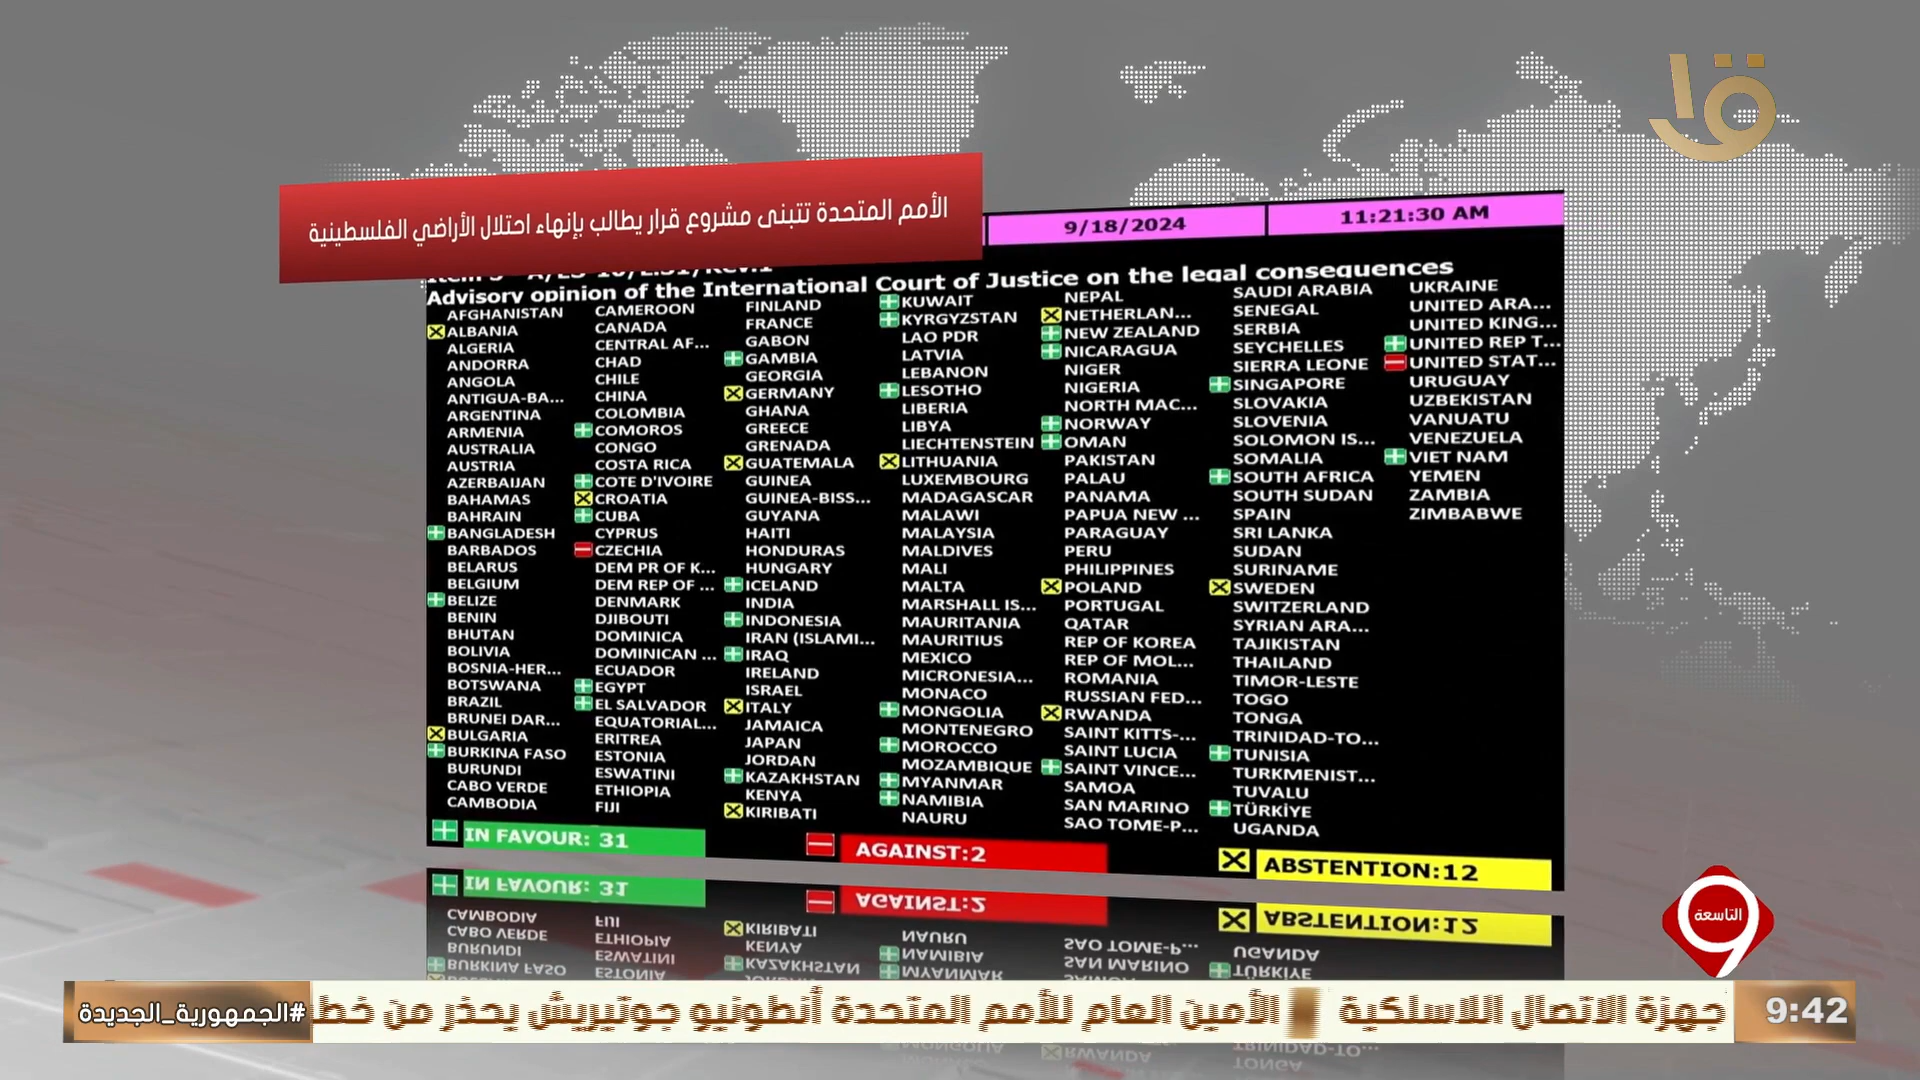 الأمم المتحدة تتبنى مشروع قرار يطالب بإنهاء احتلال الأراضي الفلسطينية
9/18/2024
11:21:30 AM
Advisory opinion of the International Court of Justice on the legal consequences
AFGHANISTAN
ALBANIA
ALGERIA
ANDORRA
ANGOLA
ANTIGUA-BA...
ARGENTINA
ARMENIA
AUSTRALIA
AUSTRIA
AZERBAIJAN
BAHAMAS
BAHRAIN
BANGLADESH
BARBADOS
BELARUS
BELGIUM
BELIZE
BENIN
BHUTAN
BOLIVIA
BOSNIA-HER...
BOTSWANA
BRAZIL
BRUNEI DAR...
BULGARIA
BURKINA FASO
BURUNDI
CABO VERDE
CAMBODIA
CAMEROON
CANADA
CENTRAL AF...
CHAD
CHILE
CHINA
COLOMBIA
COMOROS
CONGO
COSTA RICA
COTE D'IVOIRE
CROATIA
CUBA
CYPRUS
CZECHIA
DEM PR OF K...
DEM REP OF ...
DENMARK
DJIBOUTI
DOMINICA
DOMINICAN ...
ECUADOR
EGYPT
EL SALVADOR
EQUATORIAL...
ERITREA
ESTONIA
ESWATINI
ETHIOPIA
FIJI
FINLAND
FRANCE
GABON
GAMBIA
GEORGIA
GERMANY
GHANA
GREECE
GRENADA
GUATEMALA
GUINEA
GUINEA-BISS...
GUYANA
HAITI
HONDURAS
HUNGARY
ICELAND
INDIA
INDONESIA
IRAN (ISLAMI...
IRAQ
IRELAND
ISRAEL
ITALY
JAMAICA
JAPAN
JORDAN
KAZAKHSTAN
KENYA
KIRIBATI
KUWAIT
KYRGYZSTAN
LAO PDR
LATVIA
LEBANON
LESOTHO
LIBERIA
LIBYA
LIECHTENSTEIN
LITHUANIA
LUXEMBOURG
MADAGASCAR
MALAWI
MALAYSIA
MALDIVES
MALI
MALTA
MARSHALL IS...
MAURITANIA
MAURITIUS
MEXICO
MICRONESIA...
MONACO
MONGOLIA
MONTENEGRO
MOROCCO
MOZAMBIQUE
MYANMAR
NAMIBIA
NAURU
NEPAL
NETHERLAN...
NEW ZEALAND
NICARAGUA
NIGER
NIGERIA
NORTH MAC...
NORWAY
OMAN
PAKISTAN
PALAU
PANAMA
PAPUA NEW ...
PARAGUAY
PERU
PHILIPPINES
POLAND
PORTUGAL
QATAR
REP OF KOREA
REP OF MOL...
ROMANIA
RUSSIAN FED...
RWANDA
SAINT KITTS-...
SAINT LUCIA
SAINT VINCE...
SAMOA
SAN MARINO
SAO TOME-P...
SAUDI ARABIA
SENEGAL
SERBIA
SEYCHELLES
SIERRA LEONE
SINGAPORE
SLOVAKIA
SLOVENIA
SOLOMON IS...
SOMALIA
SOUTH AFRICA
SOUTH SUDAN
SPAIN
SRI LANKA
SUDAN
SURINAME
SWEDEN
SWITZERLAND
SYRIAN ARA...
TAJIKISTAN
THAILAND
TIMOR-LESTE
TOGO
TONGA
TRINIDAD-TO...
TUNISIA
TURKMENIST...
TUVALU
TÜRKİYE
UGANDA
UKRAINE
UNITED ARA...
UNITED KING...
UNITED REP T...
UNITED STAT...
URUGUAY
UZBEKISTAN
VANUATU
VENEZUELA
VIET NAM
YEMEN
ZAMBIA
ZIMBABWE
IN FAVOUR: 31
AGAINST:2
ABSTENTION:12
9 التاسعة
جهزة الاتصال اللاسلكية
الأمين العام للأمم المتحدة أنطونيو جوتيريش يحذر من خطر
#الجمهورية_الجديدة
9:42